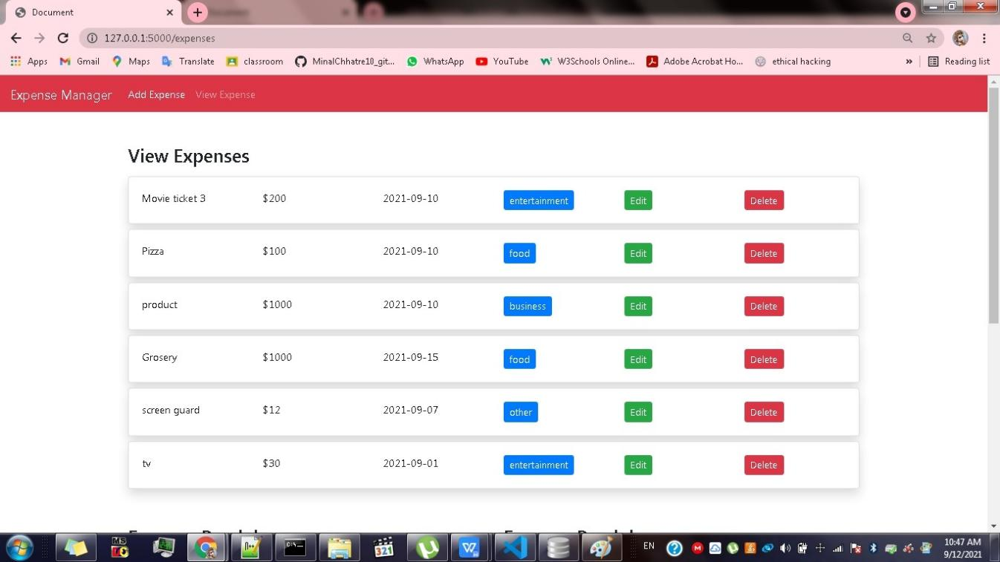 Document
127.0.0.1:5000/expenses
Apps Gmail Maps Translate classroom MinalChhatre10_git... WhatsApp YouTube W3Schools Online... Adobe Acrobat Ho... ethical hacking » Reading list
Expense Manager Add Expense View Expense
View Expenses
Movie ticket 3 $200 2021-09-10 entertainment Edit Delete
Pizza $100 2021-09-10 food Edit Delete
product $1000 2021-09-10 business Edit Delete
Grosery $1000 2021-09-15 food Edit Delete
screen guard $12 2021-09-07 other Edit Delete
tv $30 2021-09-01 entertainment Edit Delete
EN 10:47 AM
9/12/2021